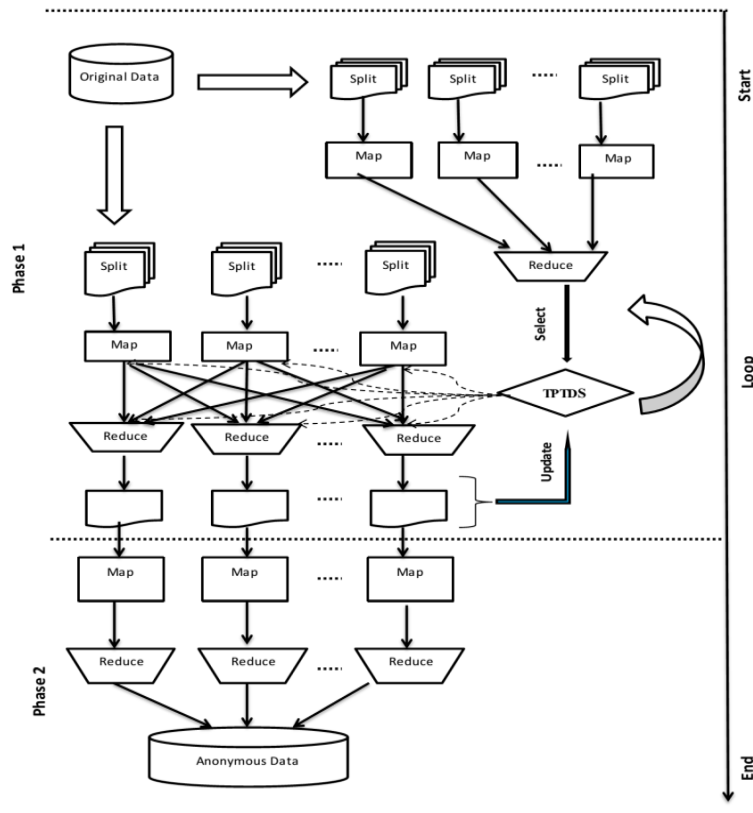 Original Data
Split
Split
Split
Start
Map
Map
Map
Phase 1
Split
Split
Split
Reduce
Select
Map
Map
Map
TPTDS
Loop
Reduce
Reduce
Reduce
Update
Map
Map
Map
Phase 2
Reduce
Reduce
Reduce
Anonymous Data
End